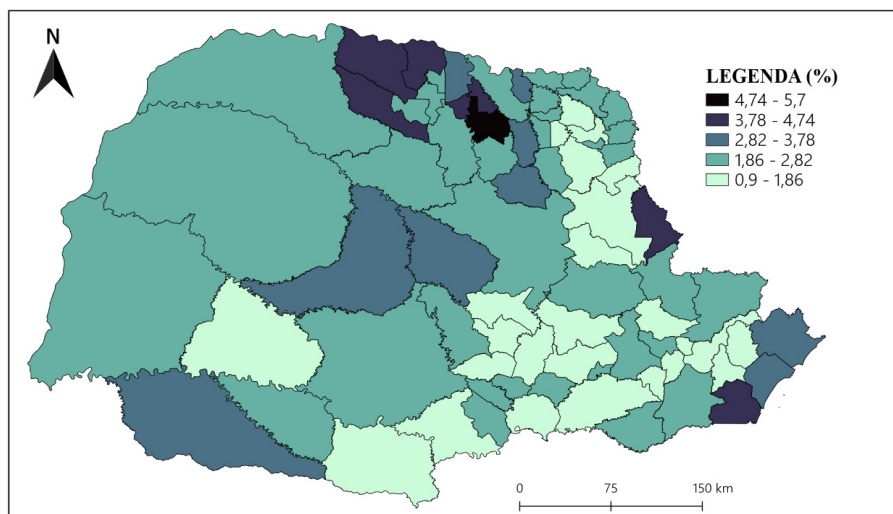 N
LEGENDA (%)
4,74 - 5,7
3,78 - 4,74
2,82 - 3,78
1,86 - 2,82
0,9 - 1,86
0 75 150 km